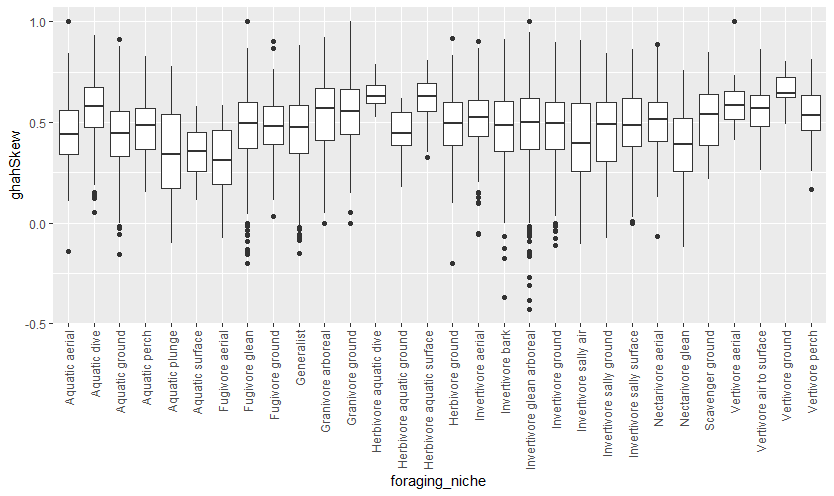 1.0
0.5
0.0
-0.5
ghahSkew
Aquatic aerial
Aquatic dive
Aquatic ground
Aquatic perch
Aquatic plunge
Aquatic surface
Fugivore aerial
Fugivore glean
Fugivore ground
Generalist
Granivore arboreal
Granivore ground
Herbivore aquatic dive
Herbivore aquatic ground
Herbivore aquatic surface
Herbivore ground
Invertivore aerial
Invertivore bark
Invertivore glean arboreal
Invertivore ground
Invertivore sally air
Invertivore sally ground
Invertivore sally surface
Nectarivore aerial
Nectarivore glean
Scavenger ground
Vertivore aerial
Vertivore air to surface
Vertivore ground
Vertivore perch
foraging_niche